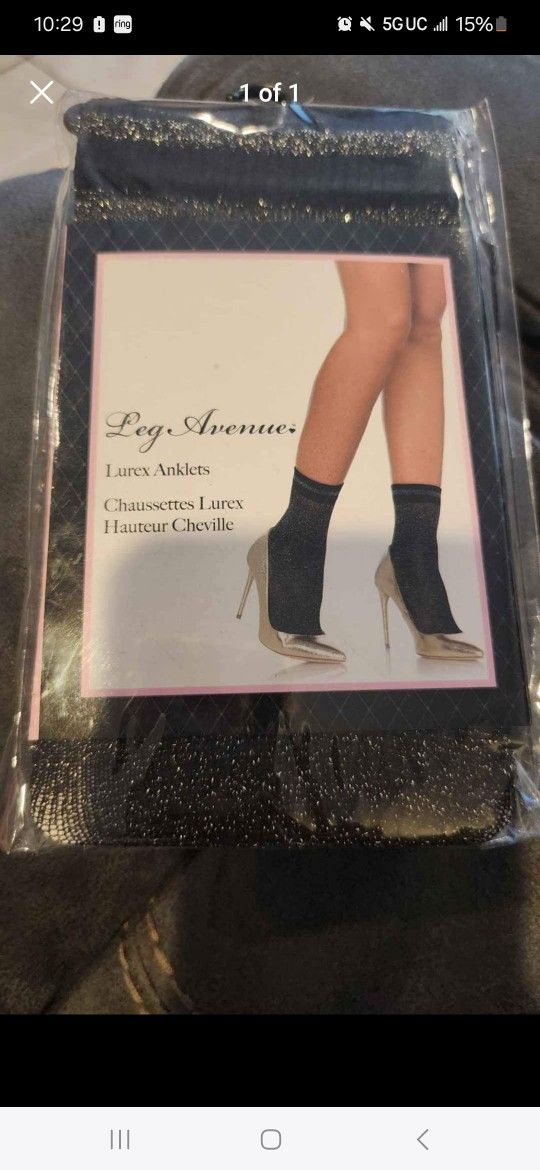 10:29 ring 5GUC 15%
1 of 1
Leg Avenue
Lurex Anklets
Chaussettes Lurex
Hauteur Cheville